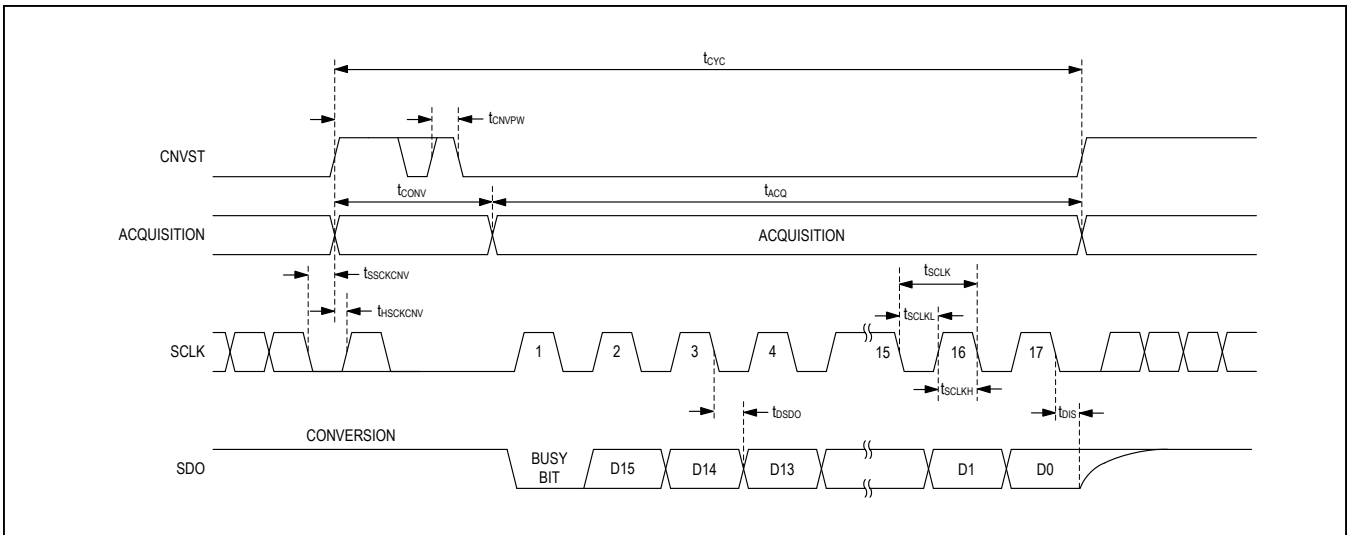 tCYC
tCNVPW
CNVST
tCONV tACQ
ACQUISITION ACQUISITION
tSSCKCNV
tHSCKCNV
tSCLK
tSCLKL
SCLK 1 2 3 4 15 16 17
tSCLKH
tDSDO tDIS
CONVERSION
SDO BUSY BIT D15 D14 D13 D1 D0